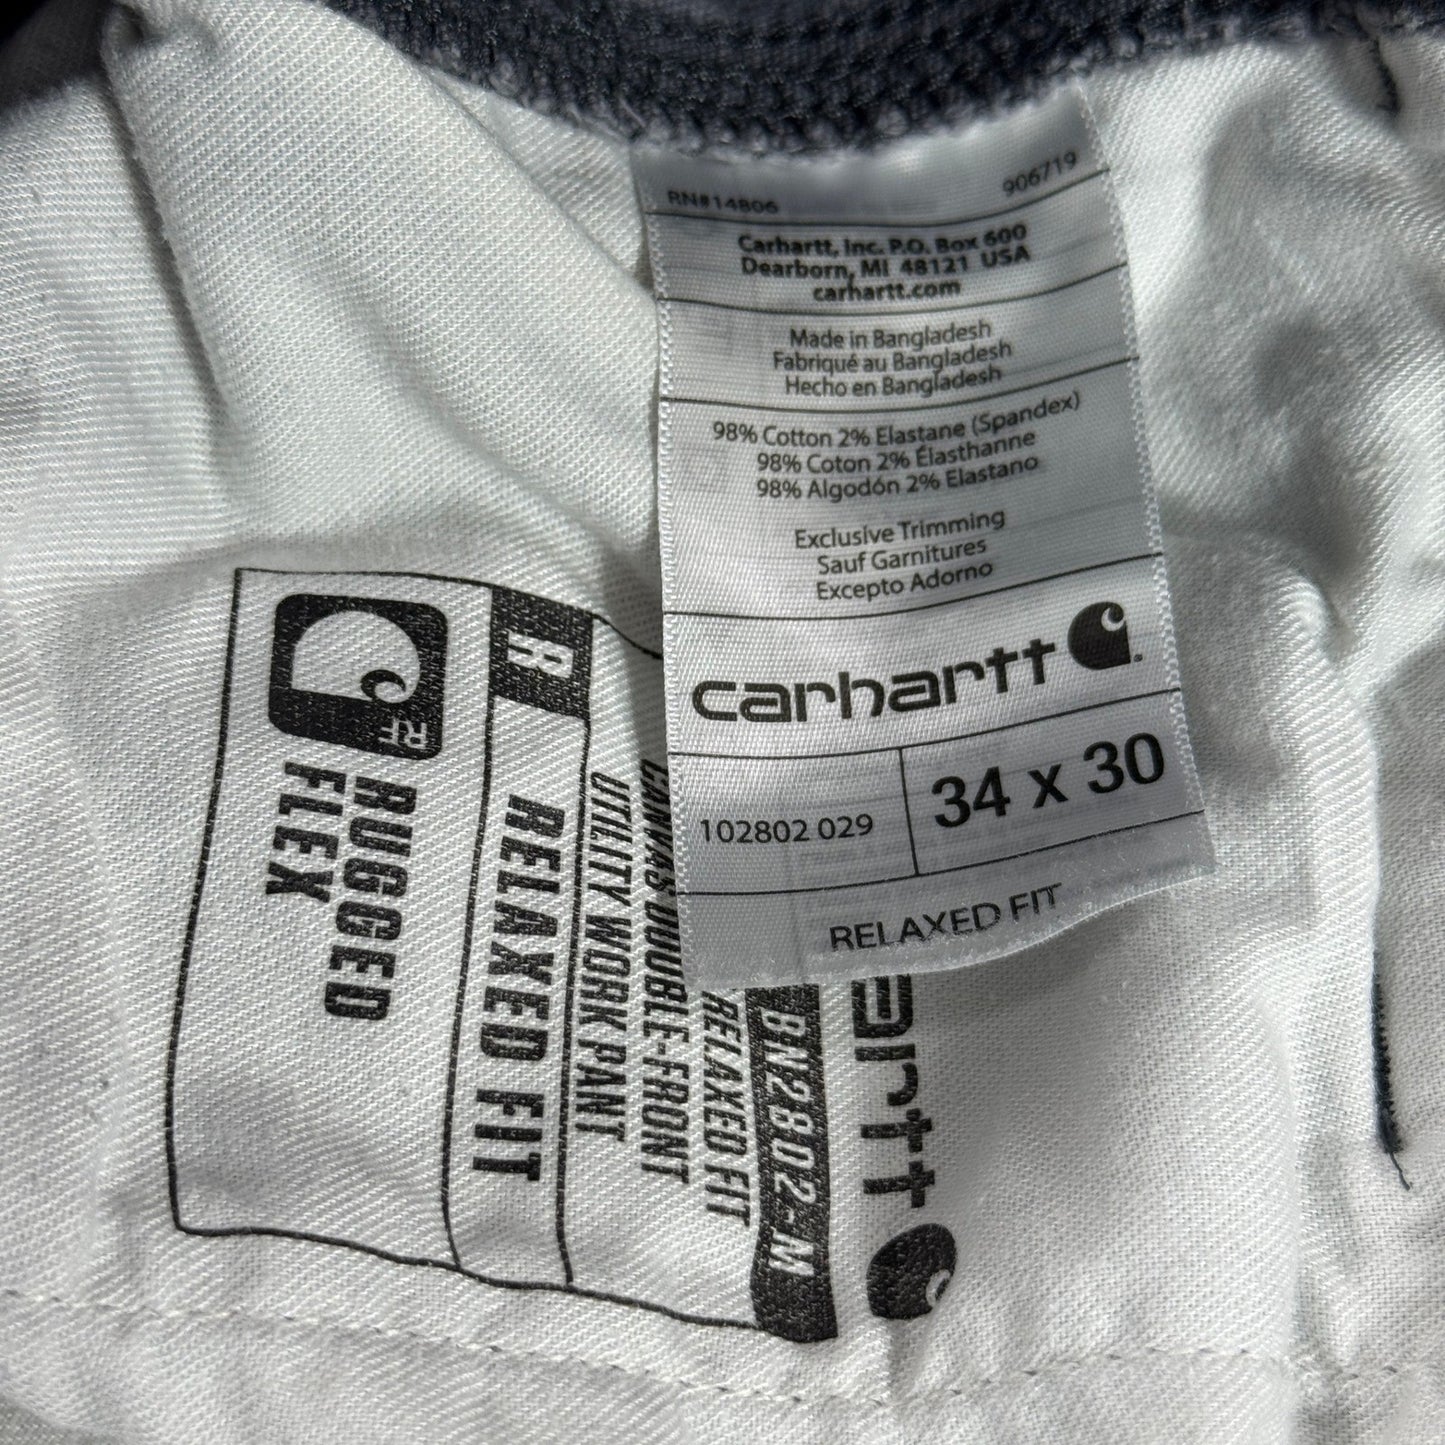 RN#14806 906719
Carhartt, Inc. P.O. Box 600
Dearborn, MI 48121 USA
carhartt.com
Made in Bangladesh
Fabriqué au Bangladesh
Hecho en Bangladesh
98% Cotton 2% Elastane (Spandex)
98% Coton 2% Élasthanne
98% Algodón 2% Elastano
Exclusive Trimming
Sauf Garnitures
Excepto Adorno
carhartt
102802 029
34 x 30
RELAXED FIT
artt
BN2802-M
RELAXED FIT
CANVAS DOUBLE-FRONT
UTILITY WORK PANT
R RELAXED FIT
RF
RUGGED
FLEX